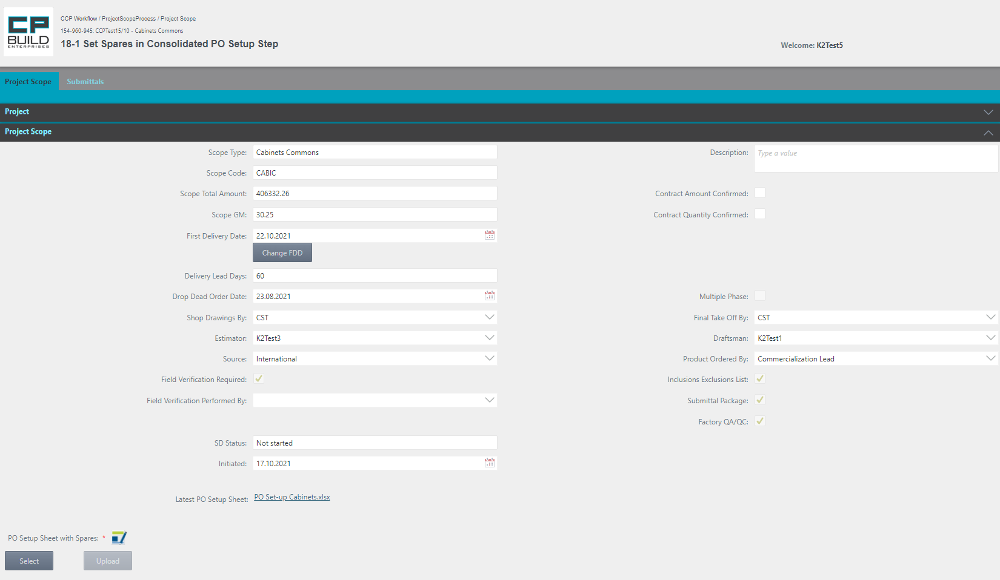 CP
BUILD
ENTERPRISES
CCP Workflow / ProjectScopeProcess / Project Scope
154-960-945: CCPTest15/10 - Cabinets Commons
18-1 Set Spares in Consolidated PO Setup Step
Welcome: K2Test5
Project Scope Submittals
Project
Project Scope
Scope Type: Cabinets Commons Description: Type a value
Scope Code: CABIC
Scope Total Amount: 406332.26 Contract Amount Confirmed:
Scope GM: 30.25 Contract Quantity Confirmed:
First Delivery Date: 22.10.2021
Change FDD
Delivery Lead Days: 60
Drop Dead Order Date: 23.08.2021 Multiple Phase:
Shop Drawings By: CST Final Take Off By: CST
Estimator: K2Test3 Draftsman: K2Test1
Source: International Product Ordered By: Commercialization Lead
Field Verification Required: Inclusions Exclusions List:
Field Verification Performed By: Submittal Package:
Factory QA/QC:
SD Status: Not started
Initiated: 17.10.2021
Latest PO Setup Sheet: PO Set-up Cabinets.xlsx
PO Setup Sheet with Spares: *
Select Upload